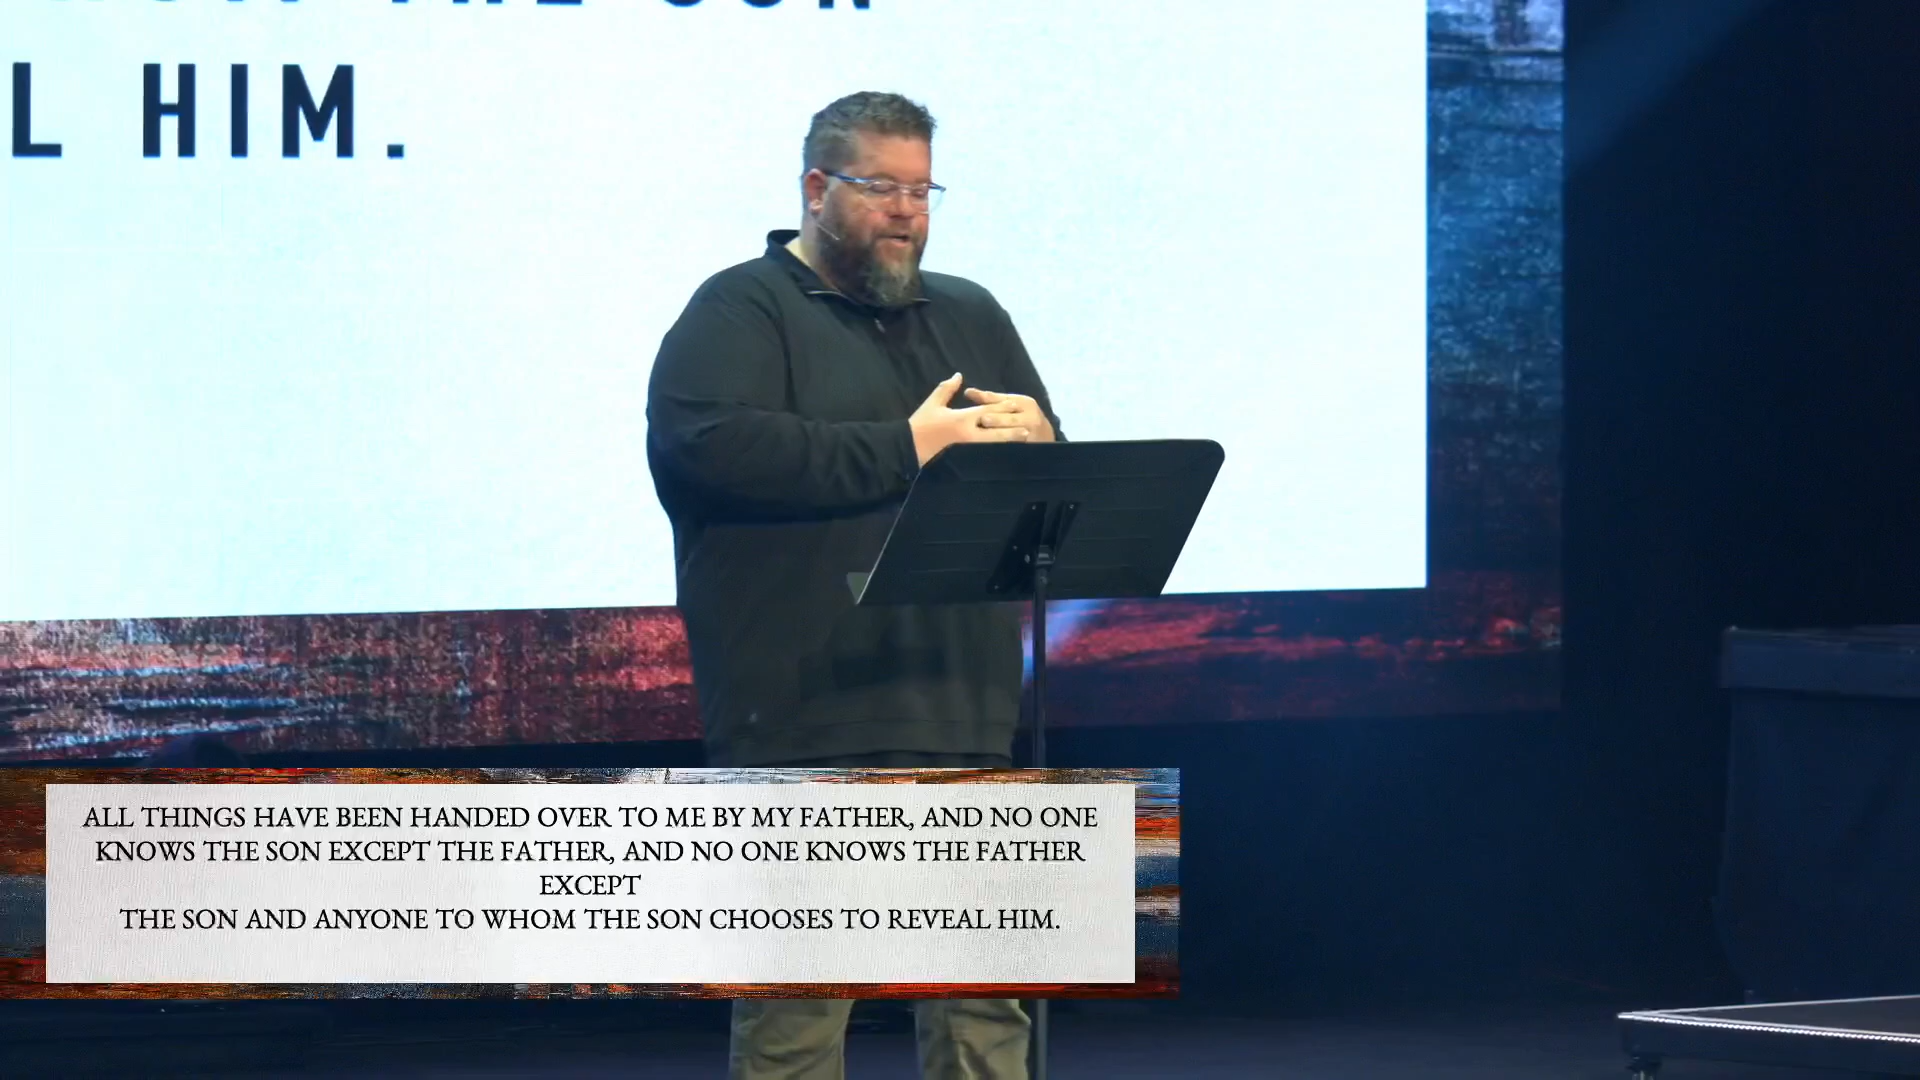 THE SON
L HIM.
ALL THINGS HAVE BEEN HANDED OVER TO ME BY MY FATHER, AND NO ONE
KNOWS THE SON EXCEPT THE FATHER, AND NO ONE KNOWS THE FATHER
EXCEPT
THE SON AND ANYONE TO WHOM THE SON CHOOSES TO REVEAL HIM.